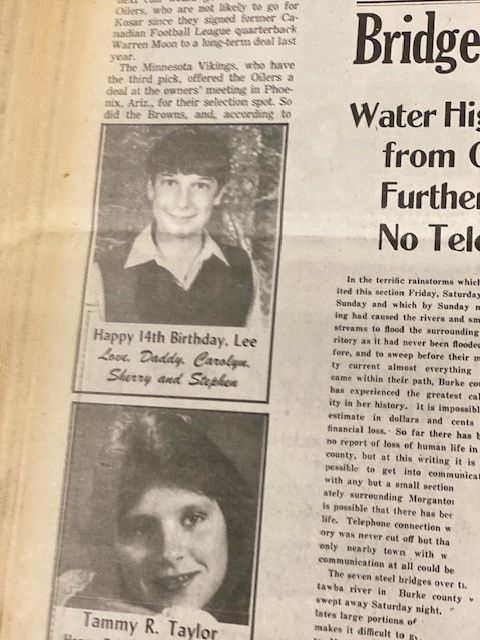 Oilers, who are not likely to go for
Kosar since they signed former Ca-
nadian Football League quarterback
Warren Moon to a long-term deal last
year.
The Minnesota Vikings, who have
the third pick, offered the Oilers a
deal at the owners' meeting in Phoe-
nix, Ariz., for their selection spot. So
did the Browns, and, according to
Happy 14th Birthday, Lee
Love, Daddy, Carolyn,
Sherry and Stephen
Tammy R. Taylor
Bridge
Water Hig
from
Further
No Tele
In the terrific rainstorms which
ited this section Friday, Saturday
Sunday and which by Sunday n
ing had caused the rivers and sm
streams to flood the surrounding
ritory as it had never been flooded
fore, and to sweep before their m
ty current almost everything
came within their path, Burke cou
has experienced the greatest cal
ity in her history. It is impossibl
estimate in dollars and cents
financial loss. So far there has b
no report of loss of human life in
county, but at this writing it is
possible to get into communicat
with any but a small section
ately surrounding Morganton
is possible that there has bee
life. Telephone connection w
ory was never cut off but tha
only nearby town with w
communication at all could be
The seven steel bridges over th
tawba river in Burke county
swept away Saturday night.
lates large portions of
makes it difficult to